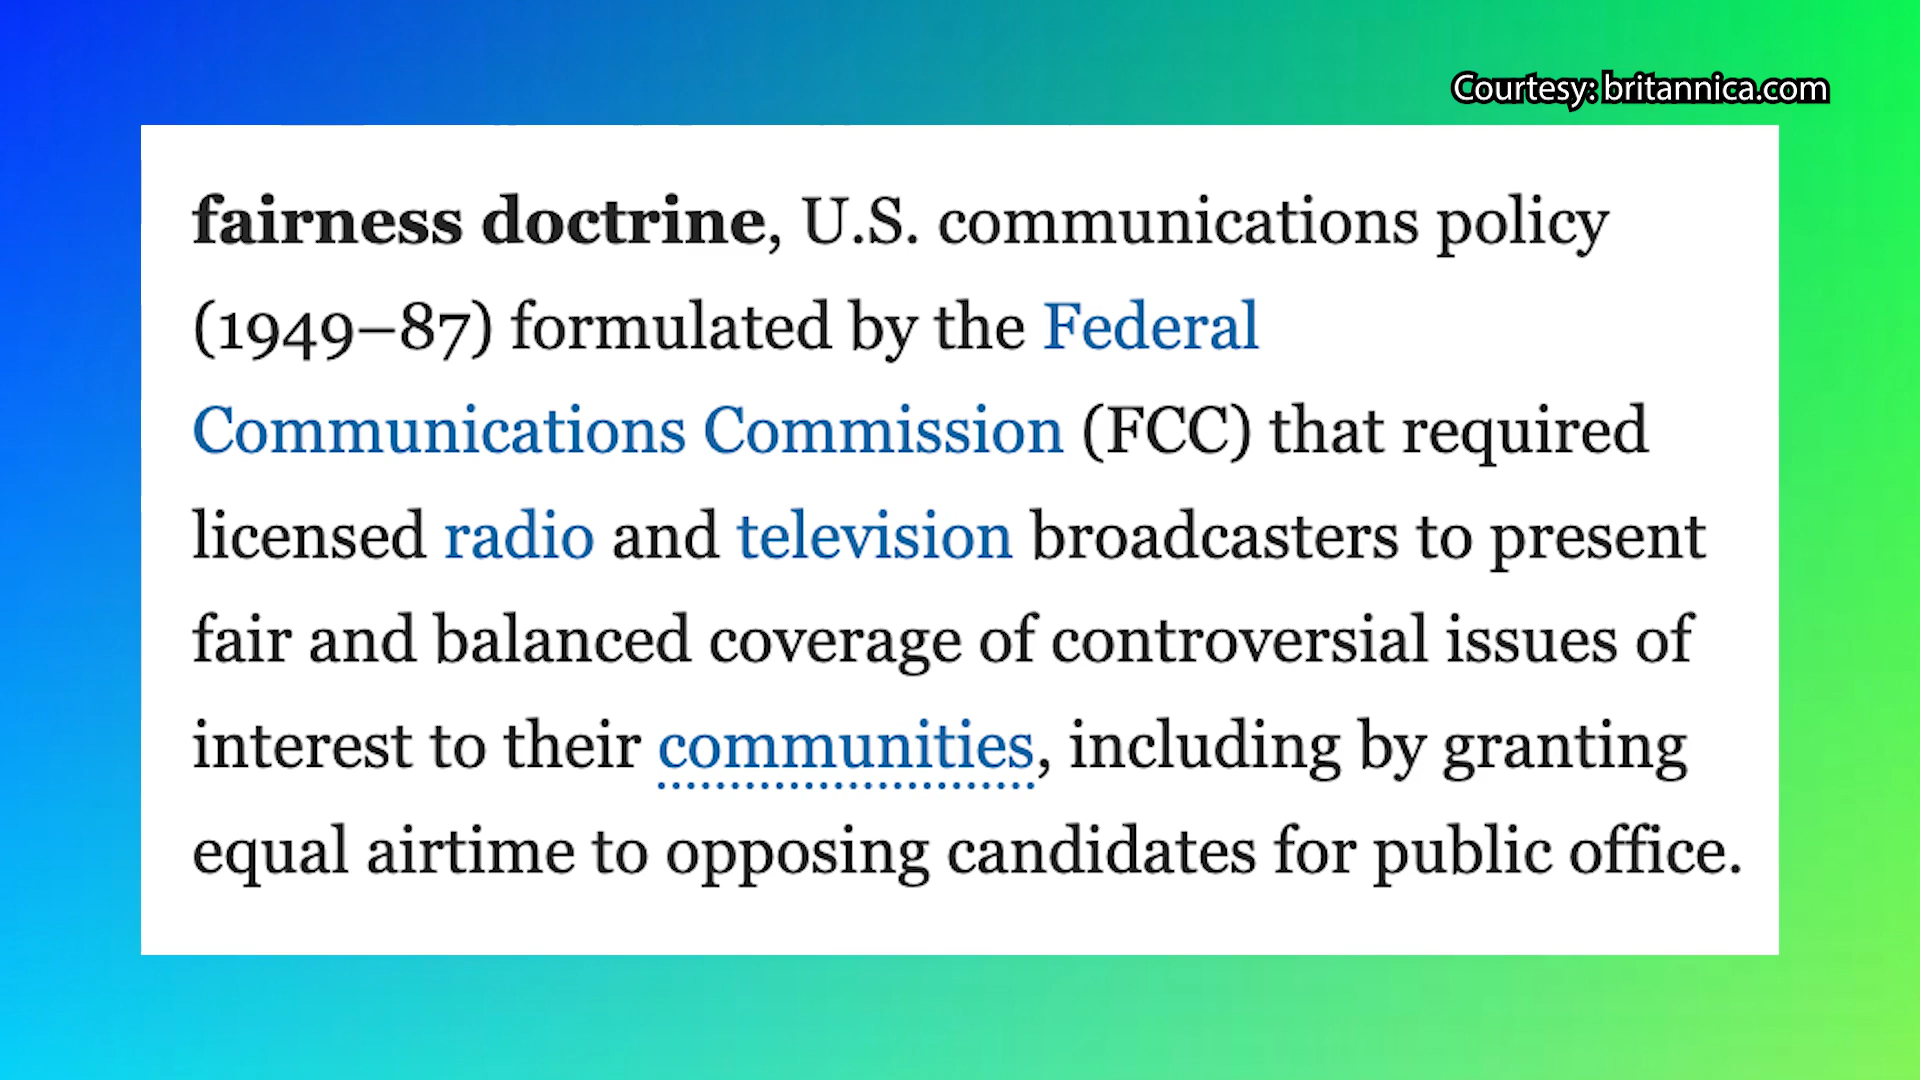 Courtesy: britannica.com
fairness doctrine, U.S. communications policy
(1949–87) formulated by the Federal
Communications Commission (FCC) that required
licensed radio and television broadcasters to present
fair and balanced coverage of controversial issues of
interest to their communities, including by granting
equal airtime to opposing candidates for public office.